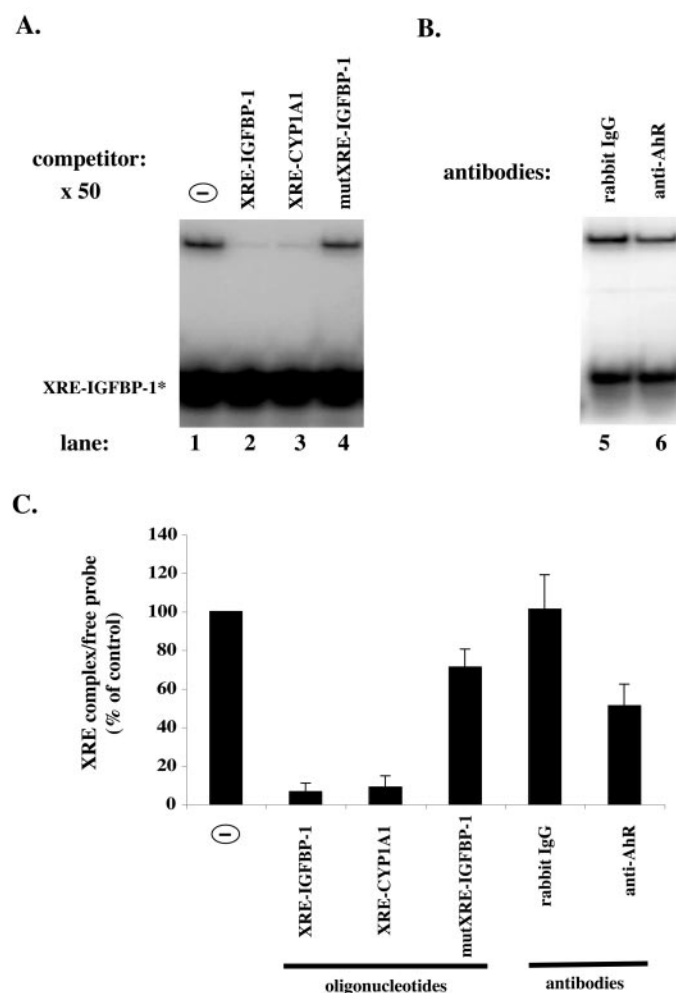 A.
competitor:
x 50
−
XRE-IGFBP-1
XRE-CYP1A1
mutXRE-IGFBP-1
XRE-IGFBP-1*
lane:
1 2 3 4
B.
antibodies:
rabbit IgG
anti-AhR
5 6
C.
XRE complex/free probe
(% of control)
140
120
100
80
60
40
20
0
−
XRE-IGFBP-1
XRE-CYP1A1
mutXRE-IGFBP-1
rabbit IgG
anti-AhR
oligonucleotides
antibodies